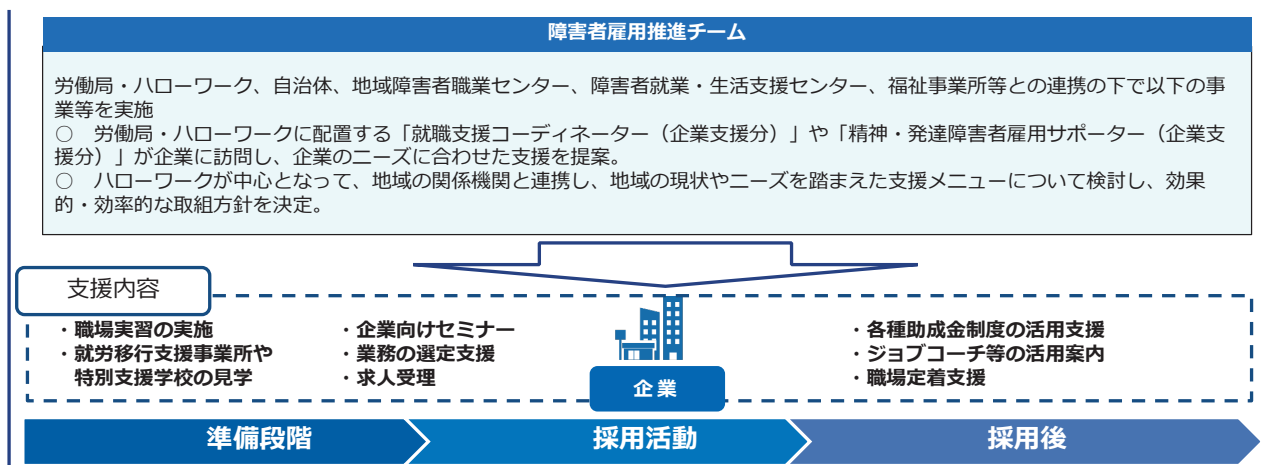 障害者雇用推進チーム
労働局・ハローワーク、自治体、地域障害者職業センター、障害者就業・生活支援センター、福祉事業所等との連携の下で以下の事
業等を実施
○　労働局・ハローワークに配置する「就職支援コーディネーター（企業支援分）」や「精神・発達障害者雇用サポーター（企業支
援分）」が企業に訪問し、企業のニーズに合わせた支援を提案。
○　ハローワークが中心となって、地域の関係機関と連携し、地域の現状やニーズを踏まえた支援メニューについて検討し、効果
的・効率的な取組方針を決定。
支援内容
・職場実習の実施
・就労移行支援事業所や
特別支援学校の見学
・企業向けセミナー
・業務の選定支援
・求人受理
企業
・各種助成金制度の活用支援
・ジョブコーチ等の活用案内
・職場定着支援
準備段階
採用活動
採用後